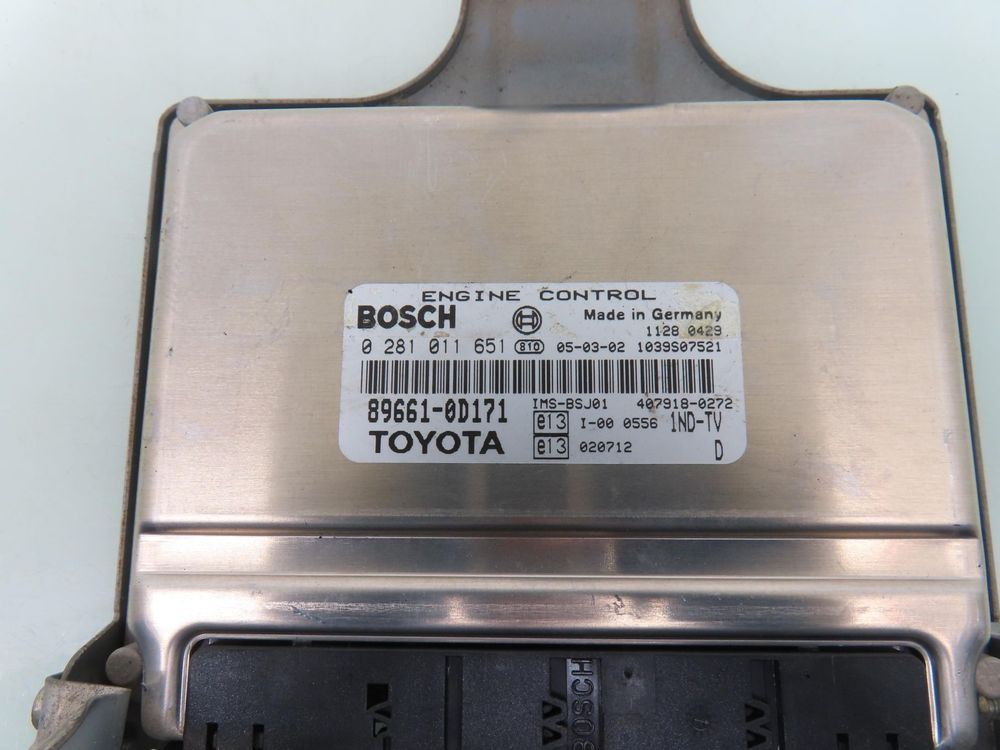 ENGINE CONTROL
BOSCH Made in Germany
1128 0429
0 281 011 651 810 05-03-02 1039S07521
89661-0D171 IMS-BSJ01 407918-0272
e13 I-00 0556 1ND-TV
TOYOTA e13 020712 D
BOSCH